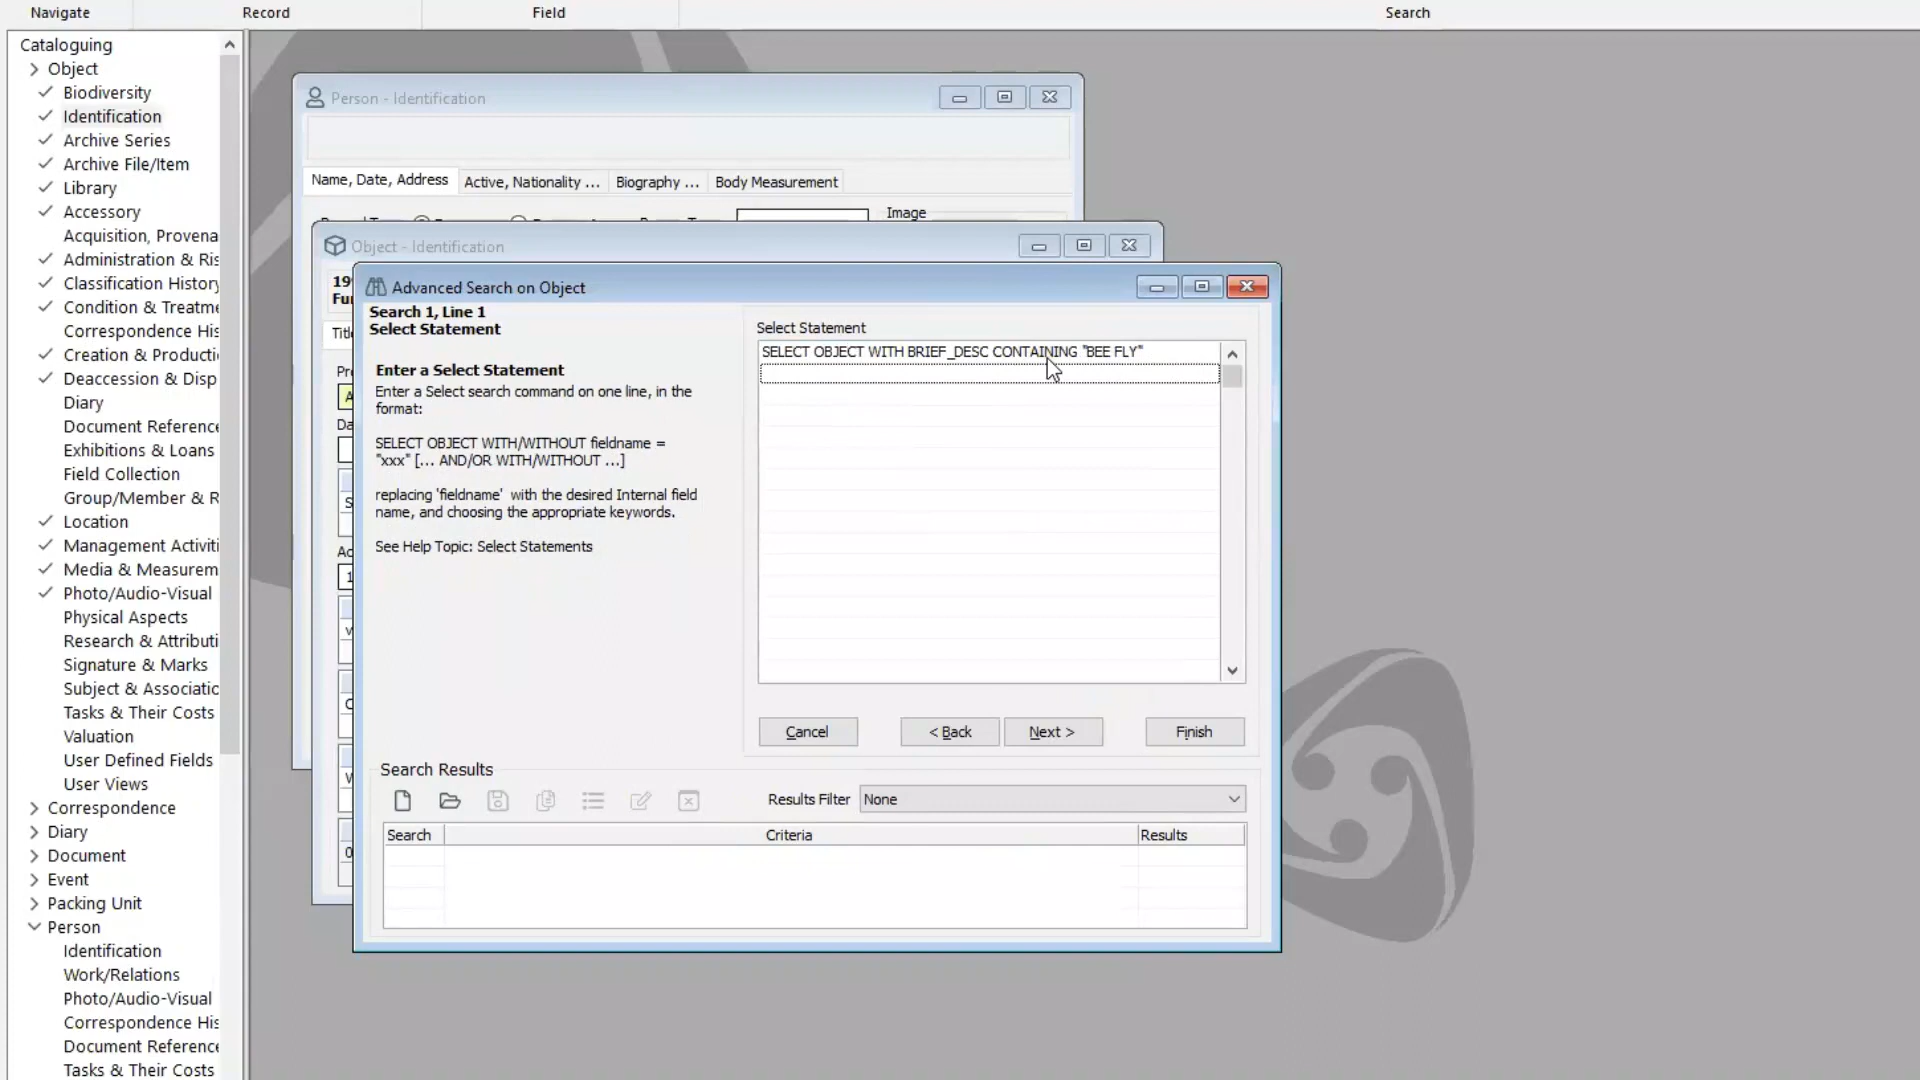 Navigate
Record
Field
Search
Cataloguing
Object
Biodiversity
Identification
Archive Series
Archive File/Item
Library
Accessory
Acquisition, Provena
Administration & Ris
Classification History
Condition & Treatme
Correspondence His
Creation & Producti
Deaccession & Disp
Diary
Document Reference
Exhibitions & Loans
Field Collection
Group/Member & R
Location
Management Activiti
Media & Measurem
Photo/Audio-Visual
Physical Aspects
Research & Attributi
Signature & Marks
Subject & Associatio
Tasks & Their Costs
Valuation
User Defined Fields
User Views
Correspondence
Diary
Document
Event
Packing Unit
Person
Identification
Work/Relations
Photo/Audio-Visual
Correspondence His
Document Reference
Tasks & Their Costs
Person - Identification
Name, Date, Address
Active, Nationality ...
Biography ...
Body Measurement
Image
Object - Identification
19
Fu
Tit
Pr
A
Da
S
Ac
1
C
0
Advanced Search on Object
Search 1, Line 1
Select Statement
Enter a Select Statement
Enter a Select search command on one line, in the
format:
SELECT OBJECT WITH/WITHOUT fieldname =
"xxx" [... AND/OR WITH/WITHOUT ...]
replacing 'fieldname' with the desired Internal field
name, and choosing the appropriate keywords.
See Help Topic: Select Statements
Select Statement
SELECT OBJECT WITH BRIEF_DESC CONTAINING "BEE FLY"
Cancel
< Back
Next >
Finish
Search Results
Results Filter
None
Search
Criteria
Results